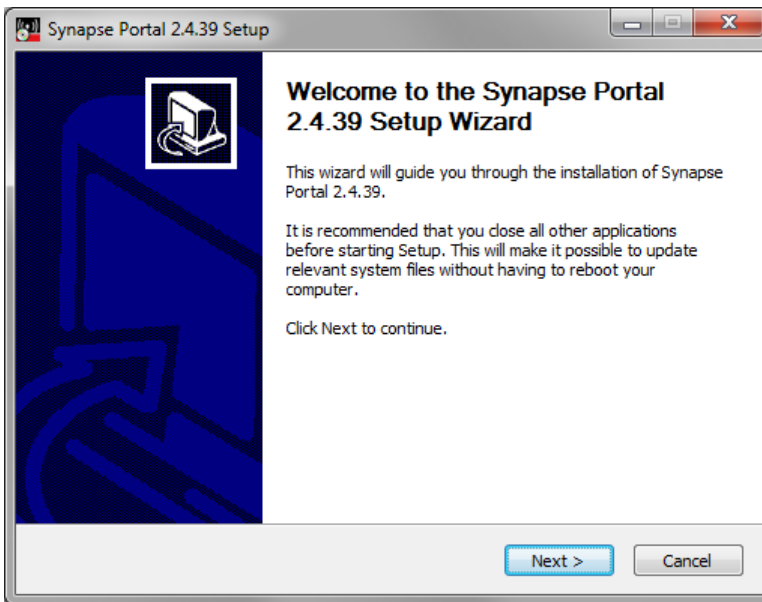 Synapse Portal 2.4.39 Setup
Welcome to the Synapse Portal
2.4.39 Setup Wizard
This wizard will guide you through the installation of Synapse
Portal 2.4.39.
It is recommended that you close all other applications
before starting Setup. This will make it possible to update
relevant system files without having to reboot your
computer.
Click Next to continue.
Next >
Cancel